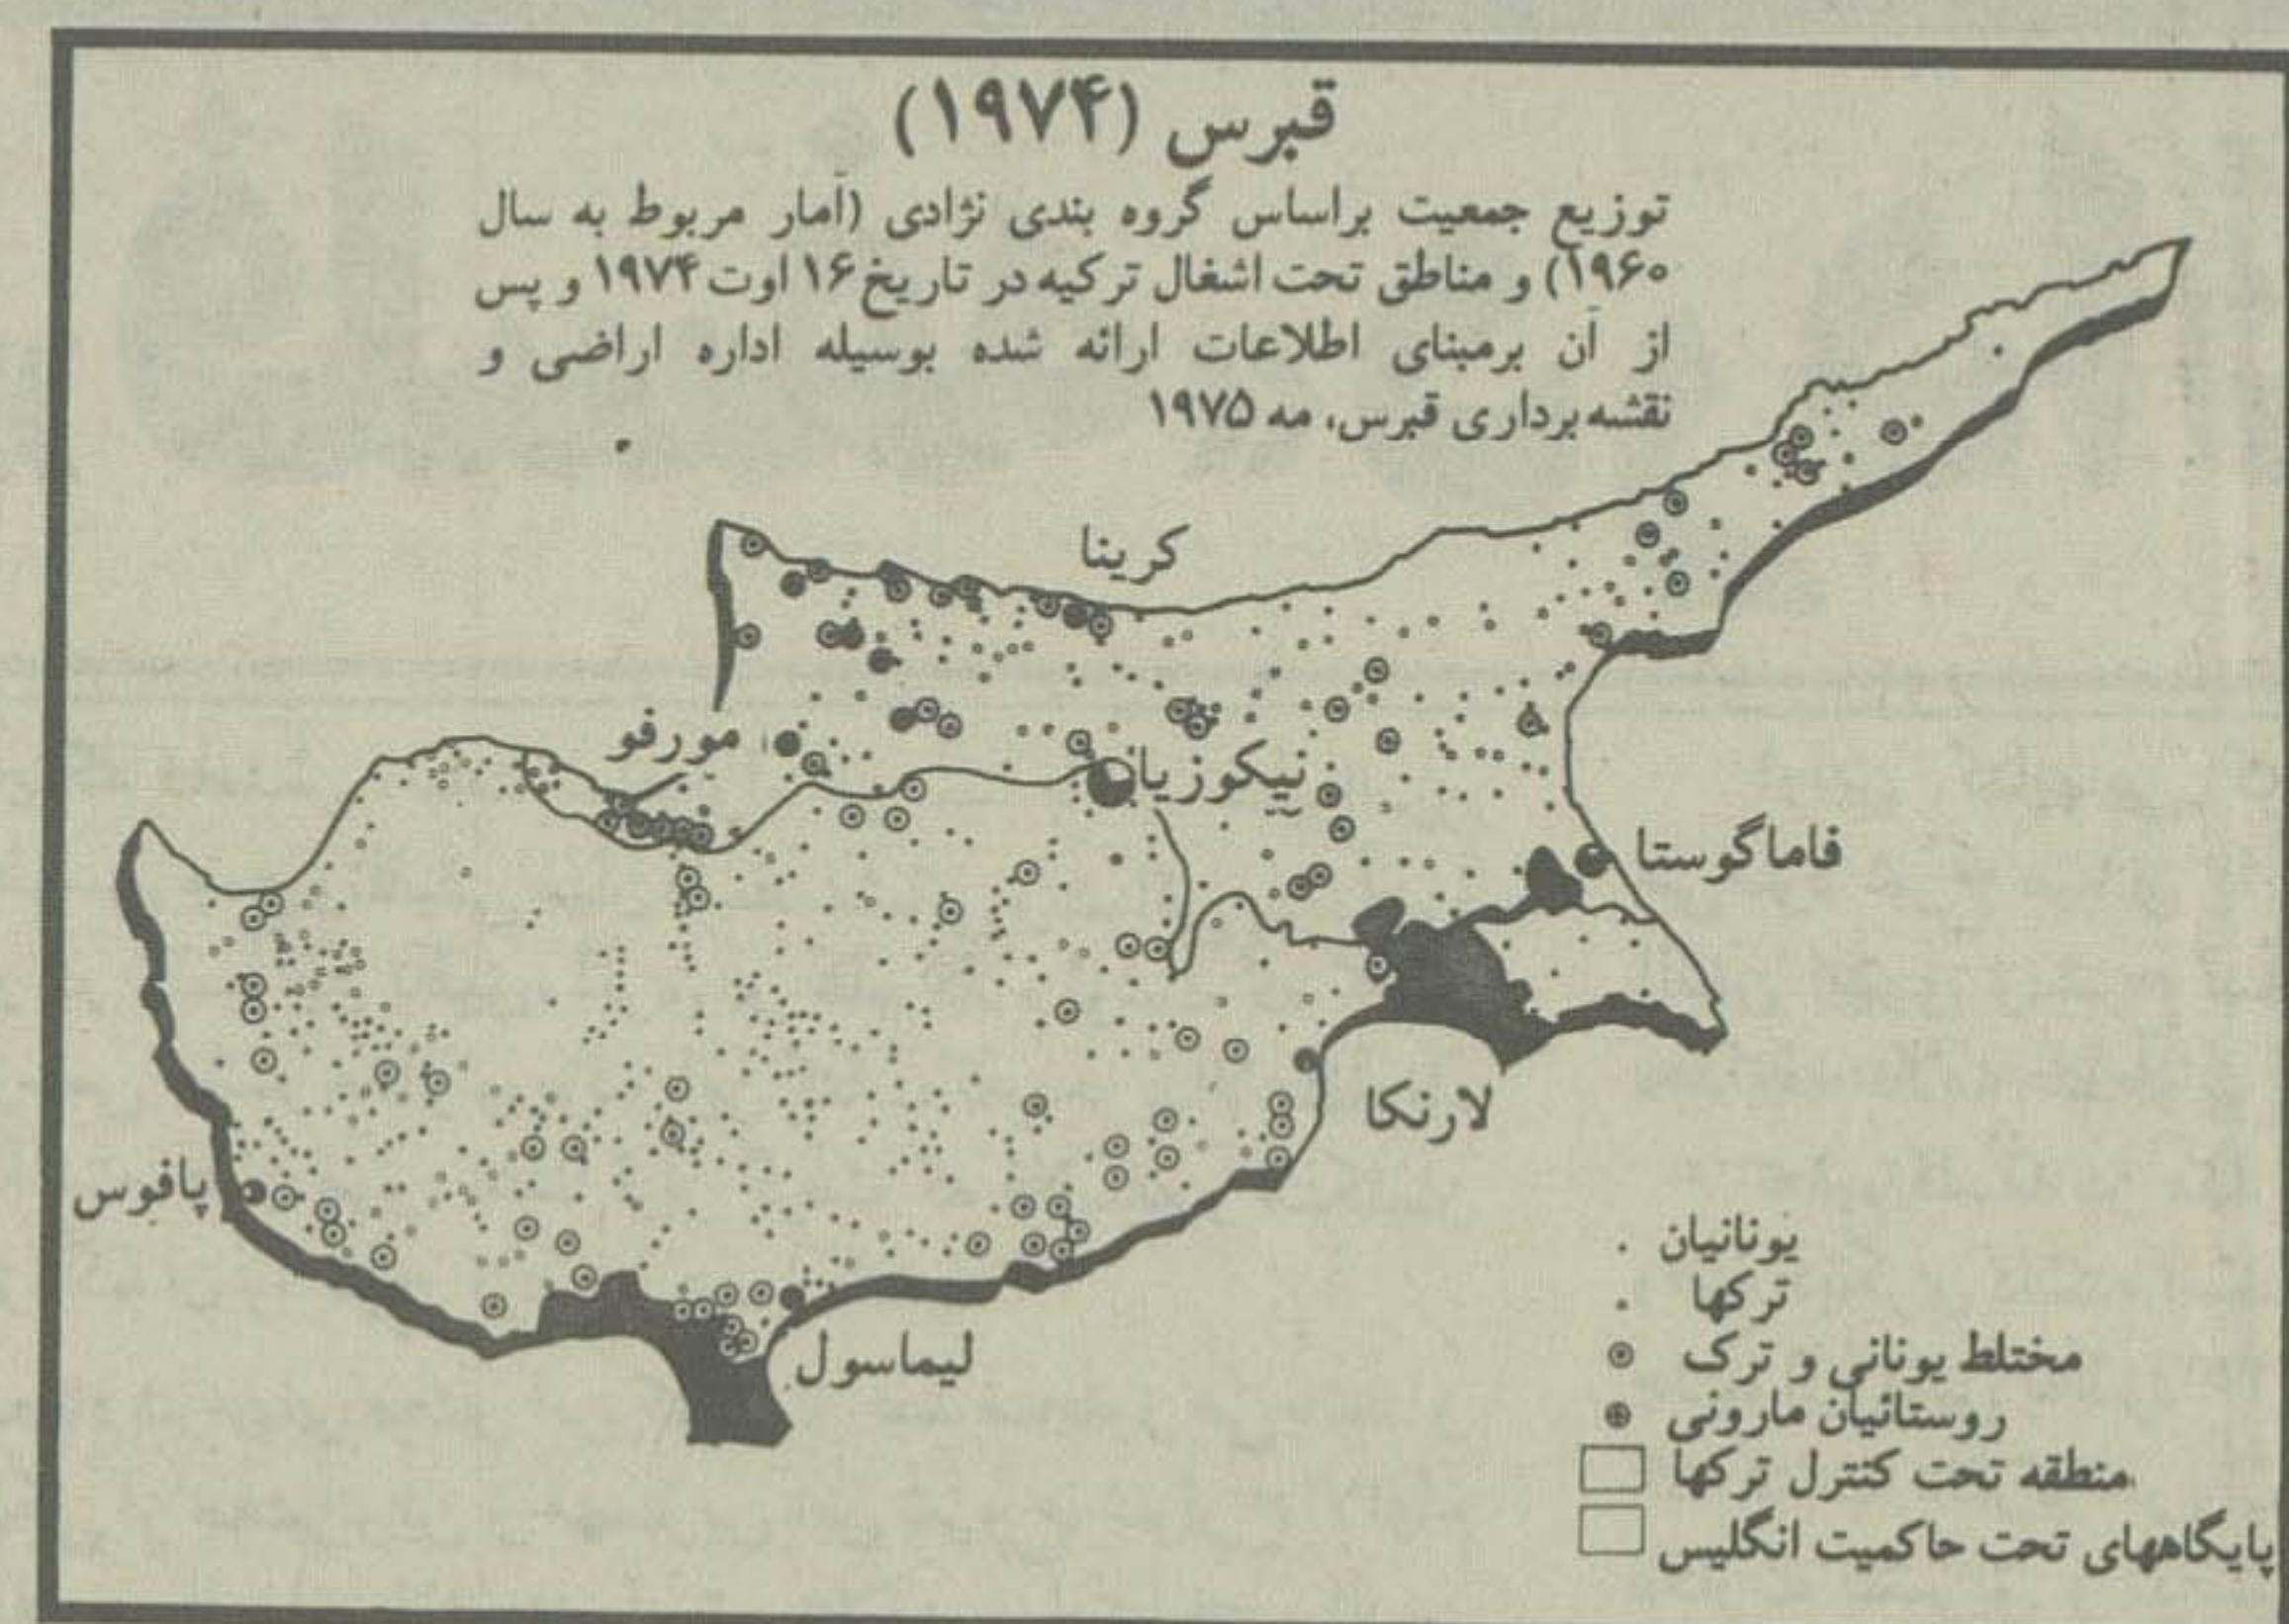 قبرس (۱۹۷۴)
توزیع جمعیت براساس گروه بندی نژادی (آمار مربوط به سال
۱۹۶۰) و مناطق تحت اشغال ترکیه در تاریخ ۱۶ اوت ۱۹۷۴ و پس
از آن برمبنای اطلاعات ارائه شده بوسیله اداره اراضی و
نقشه برداری قبرس، مه ۱۹۷۵
کرینا
مورفو
نیکوزیا
فاماگوستا
لارنکا
پافوس
لیماسول
یونانیان
ترکها
مختلط یونانی و ترک
روستائیان مارونی
منطقه تحت کنترل ترکها
پایگاههای تحت حاکمیت انگلیس